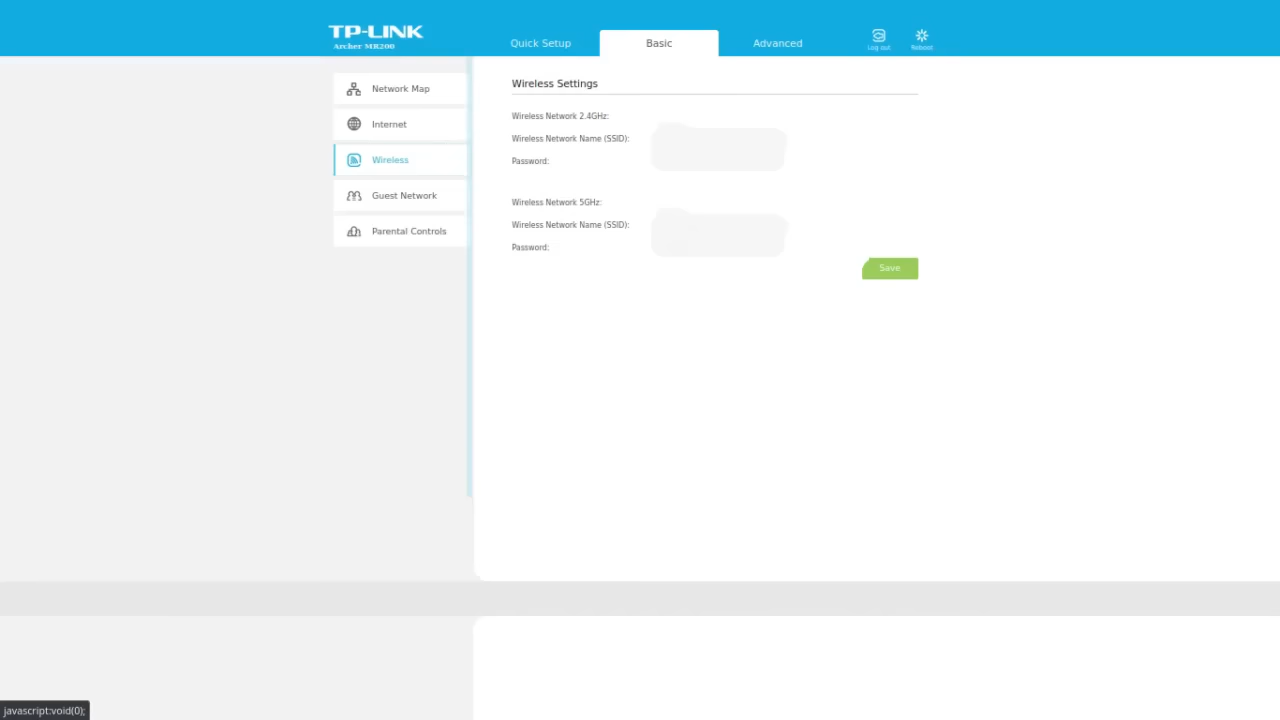 TP-LINK
Archer MR200
Quick Setup
Basic
Advanced
Log out
Reboot
Network Map
Internet
Wireless
Guest Network
Parental Controls
Wireless Settings
Wireless Network 2.4GHz:
Wireless Network Name (SSID):
Password:
Wireless Network 5GHz:
Wireless Network Name (SSID):
Password:
Save
javascript:void(0);